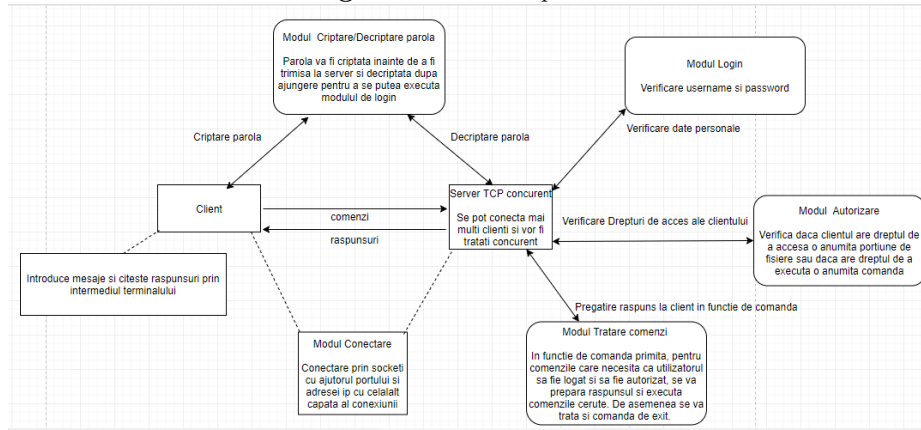 Modul Criptare/Decriptare parola
Parola va fi criptata inainte de a fi
trimisa la server si decriptata dupa
ajungere pentru a se putea executa
modulul de login
Modul Login
Verificare username si password
Criptare parola
Decriptare parola
Verificare date personale
Client
comenzi
raspunsuri
Server TCP concurent
Se pot conecta mai
multi clienti si vor fi
tratati concurent
Verificare Drepturi de acces ale clientului
Modul Autorizare
Verifica daca clientul are dreptul de
a accesa o anumita portiune de
fisiere sau daca are dreptul de a
executa o anumita comanda
Introduce mesaje si citeste raspunsuri prin
intermediul terminalului
Pregatire raspuns la client in functie de comanda
Modul Conectare
Conectare prin socketi
cu ajutorul portului si
adresei ip cu celalalt
capata al conexiunii
Modul Tratare comenzi
In functie de comanda primita, pentru
comenzile care necesita ca utilizatorul
sa fie logat si sa fie autorizat, se va
prepara raspunsul si executa
comenzile cerute. De asemenea se va
trata si comanda de exit.